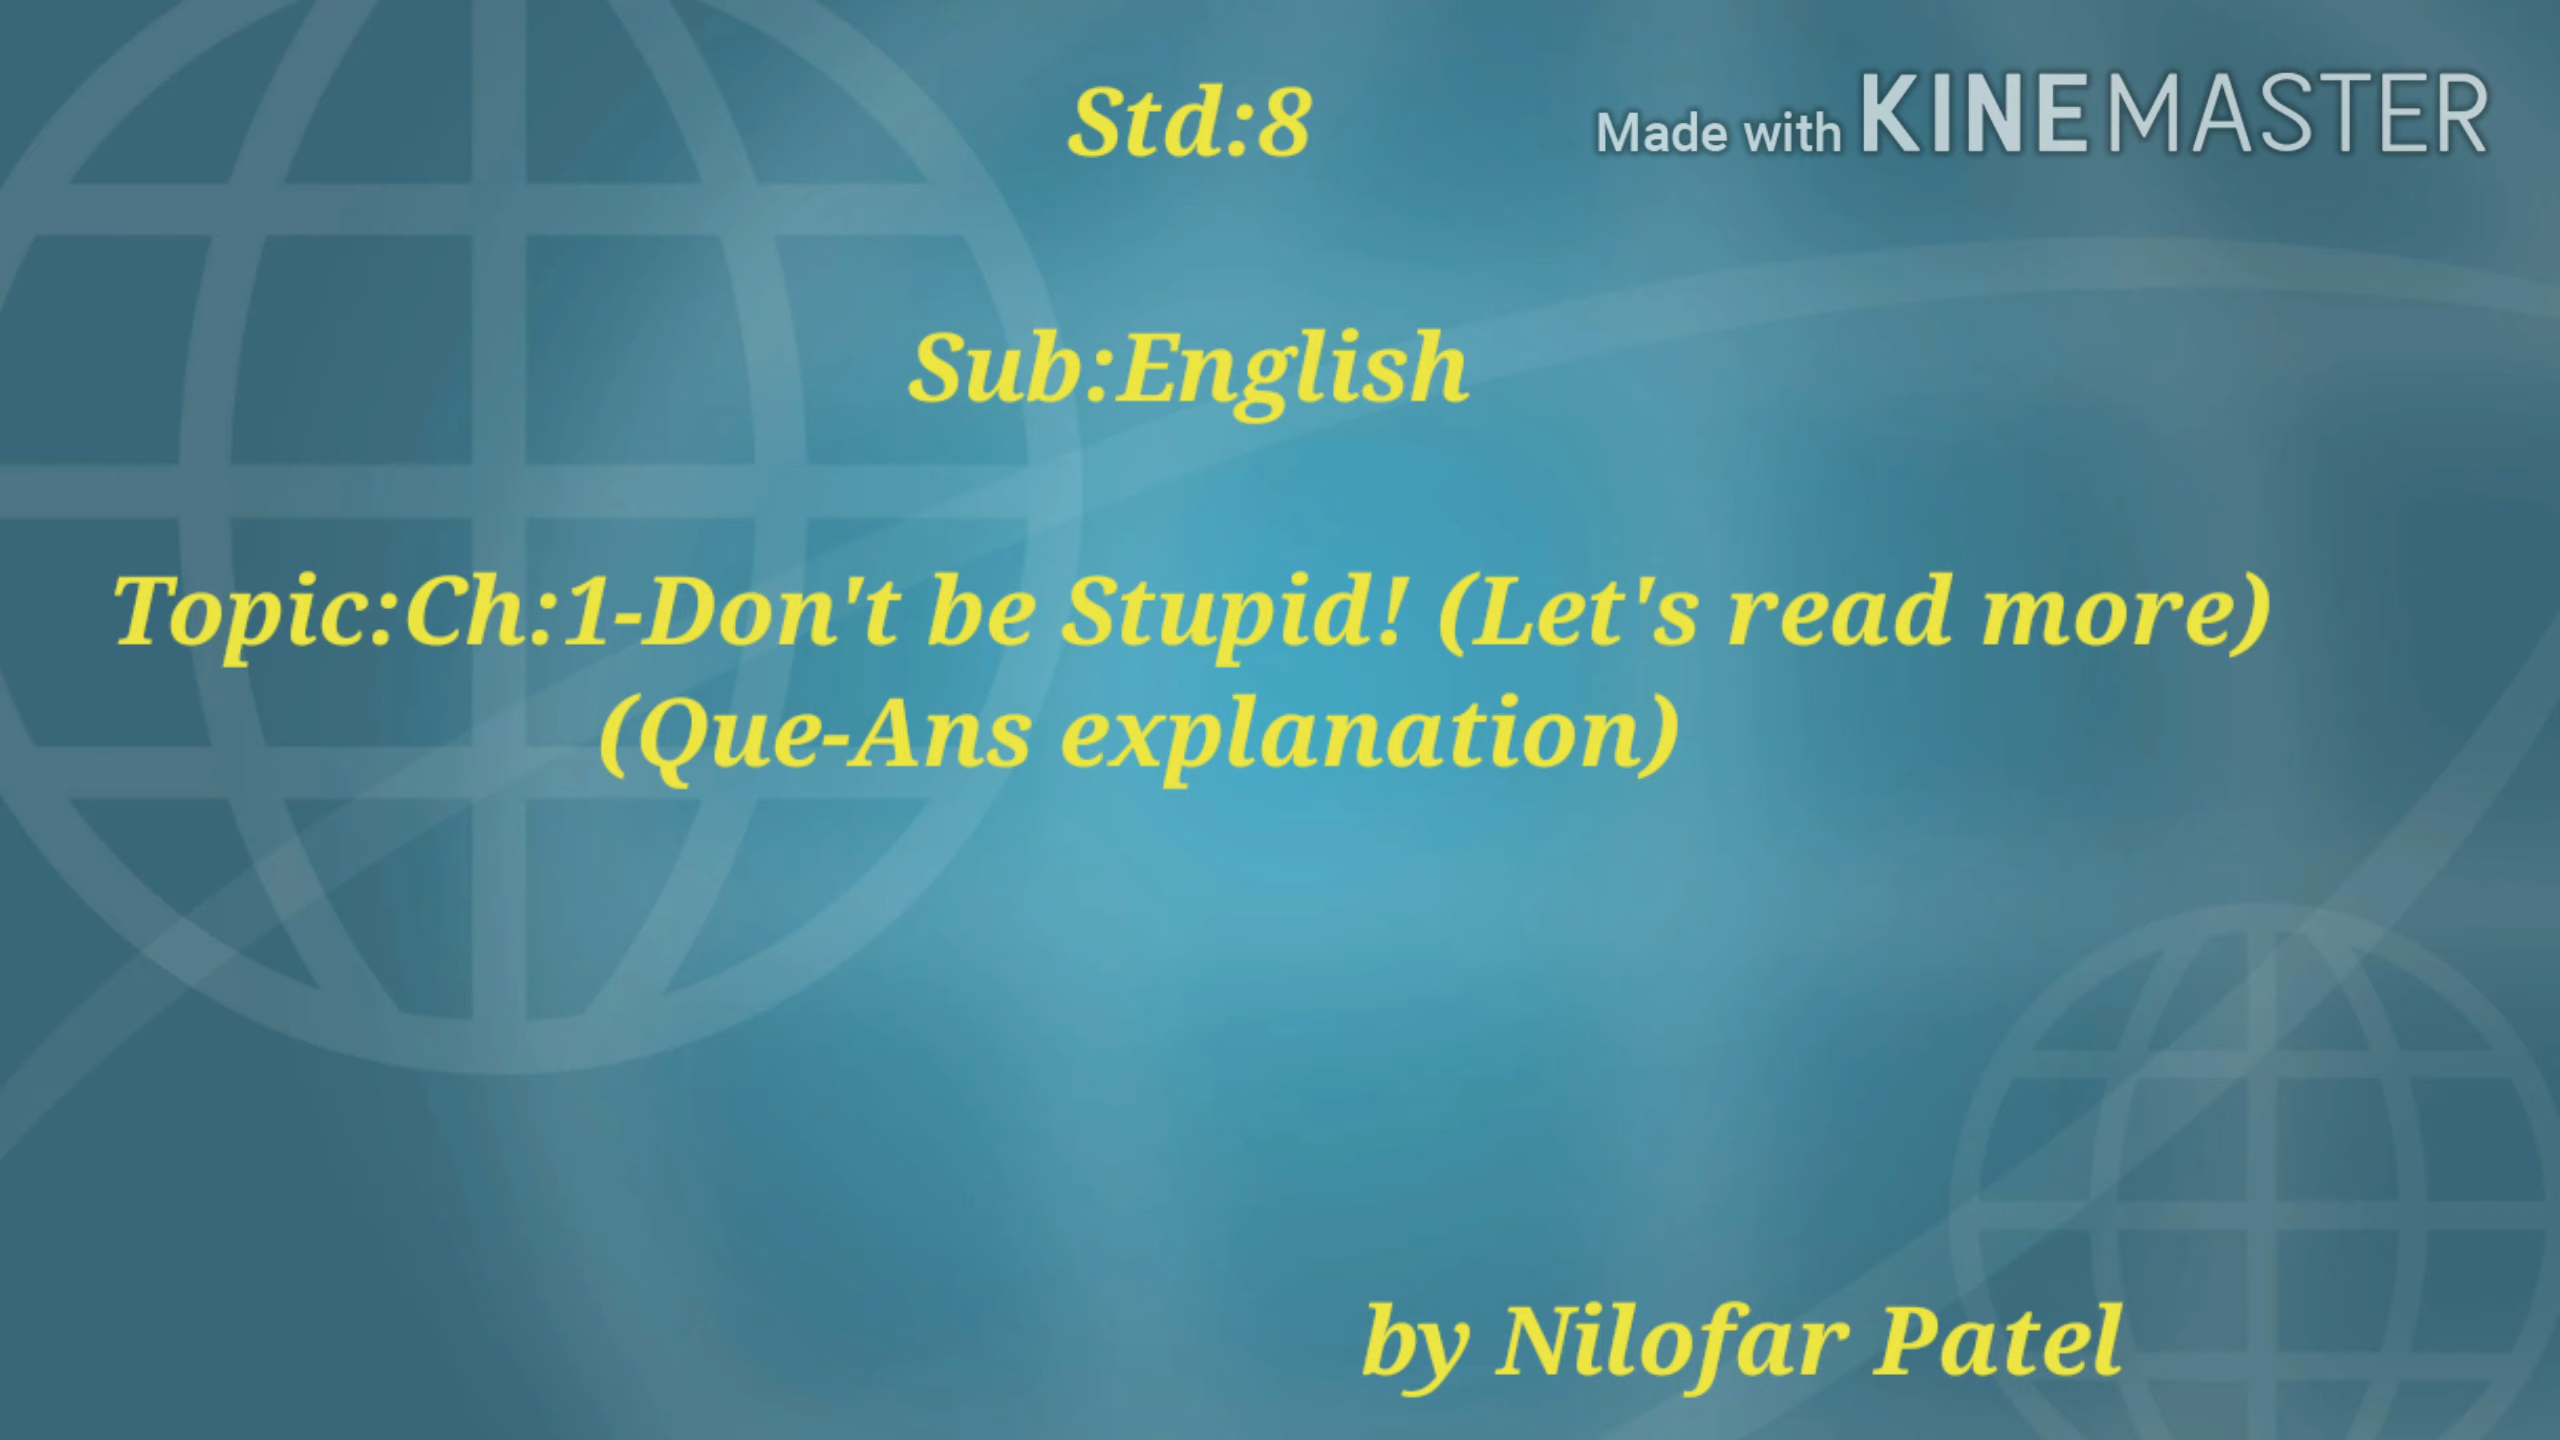 Std:8
Made with KINEMASTER
Sub:English
Topic:Ch:1-Don't be Stupid! (Let's read more)
(Que-Ans explanation)
by Nilofar Patel